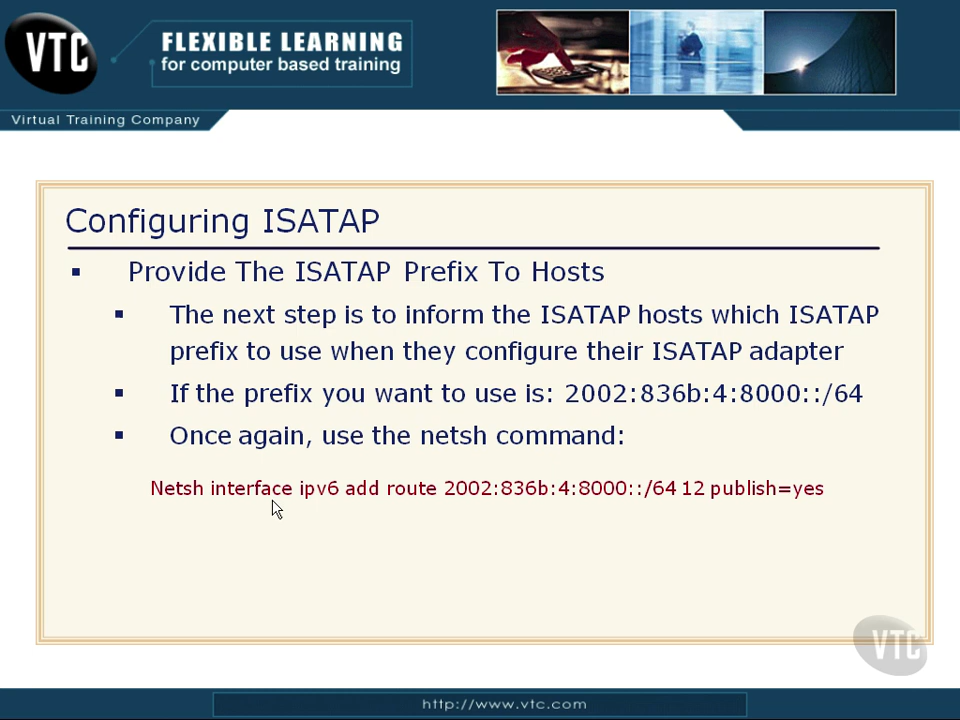 VTC
FLEXIBLE LEARNING
for computer based training
Virtual Training Company
Configuring ISATAP
▪ Provide The ISATAP Prefix To Hosts
▪ The next step is to inform the ISATAP hosts which ISATAP
prefix to use when they configure their ISATAP adapter
▪ If the prefix you want to use is: 2002:836b:4:8000::/64
▪ Once again, use the netsh command:
Netsh interface ipv6 add route 2002:836b:4:8000::/64 12 publish=yes
VTC
http://www.vtc.com